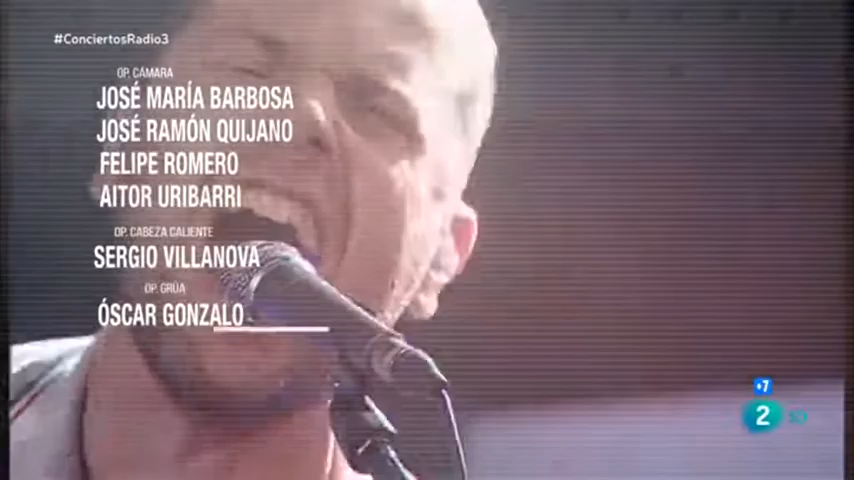 #ConciertosRadio3
OP. CÁMARA
JOSÉ MARÍA BARBOSA
JOSÉ RAMÓN QUIJANO
FELIPE ROMERO
AITOR URIBARRI
OP. CABEZA CALIENTE
SERGIO VILLANOVA
OP. GRÚA
ÓSCAR GONZALO
+7
2